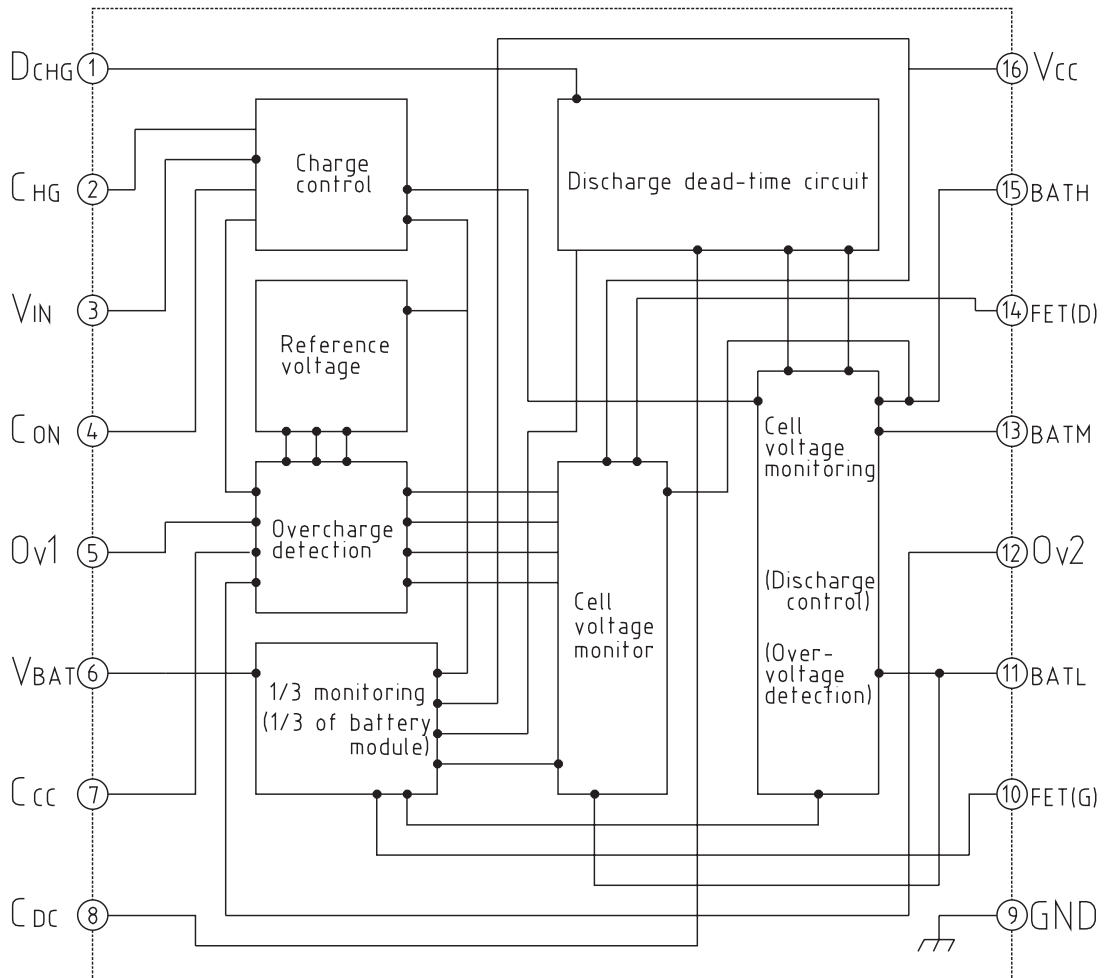 DCHG 1
CHG 2
VIN 3
CON 4
Ov1 5
VBAT 6
CCC 7
CDC 8
Charge
control
Reference
voltage
Overcharge
detection
1/3 monitoring
(1/3 of battery
module)
Discharge dead-time circuit
Cell
voltage
monitor
Cell
voltage
monitoring
(Discharge
control)
(Over-
voltage
detection)
16 VCC
15 BATH
14 FET(D)
13 BATM
12 Ov2
11 BATL
10 FET(G)
9 GND